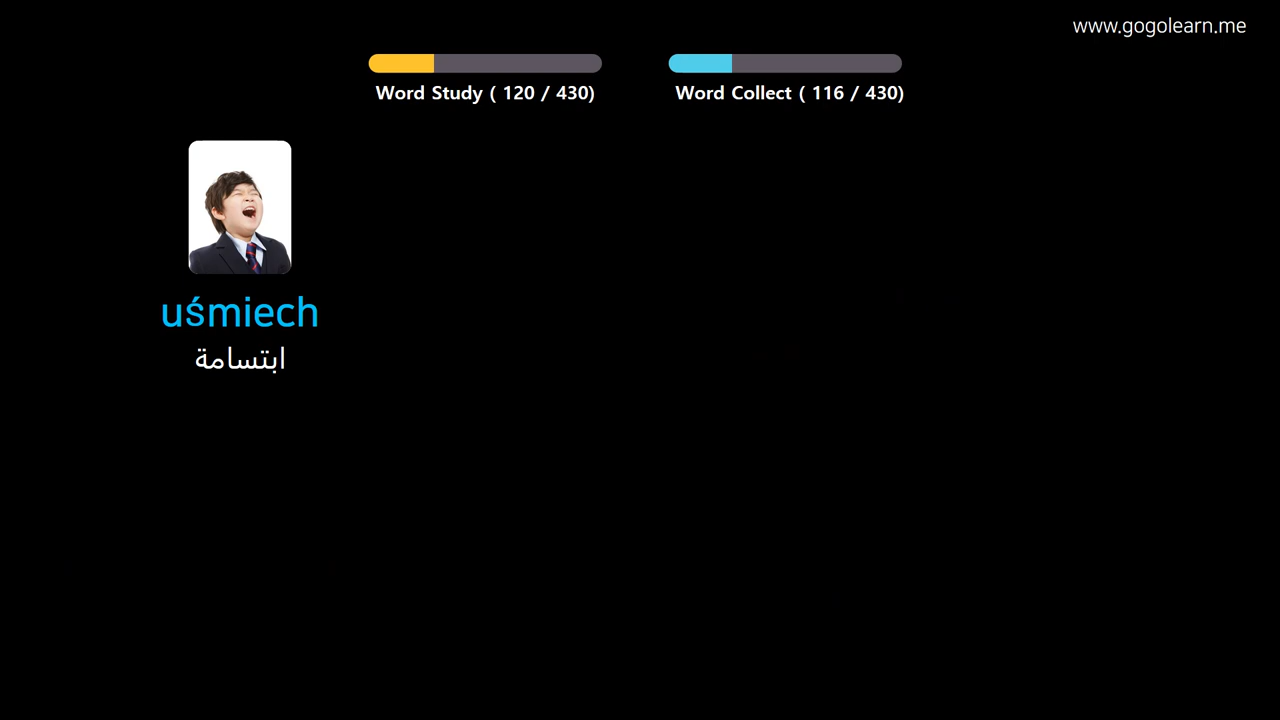 www.gogolearn.me
Word Study ( 120 / 430)
Word Collect ( 116 / 430)
uśmiech
ابتسامة